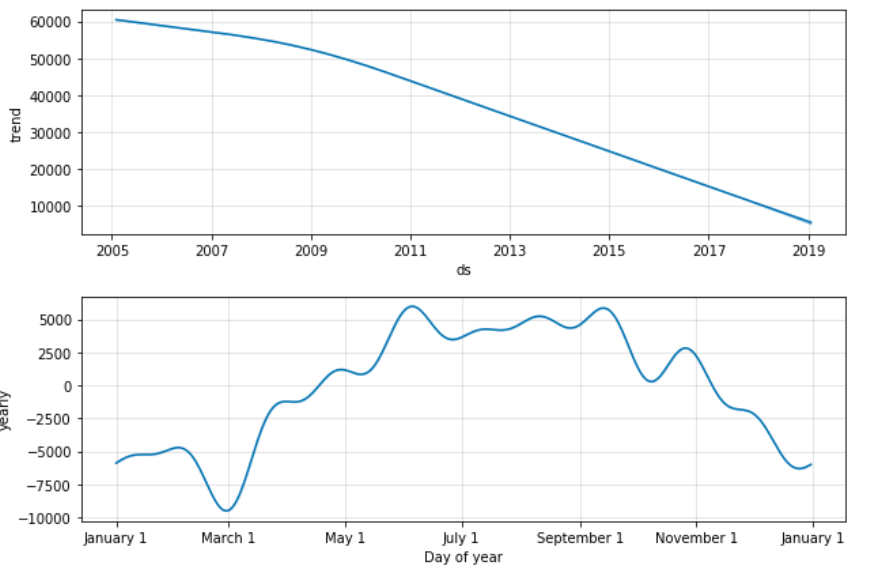 60000
50000
40000
30000
20000
10000
trend
2005 2007 2009 2011 2013 2015 2017 2019
ds
5000
2500
0
−2500
−5000
−7500
−10000
yearly
January 1 March 1 May 1 July 1 September 1 November 1 January 1
Day of year